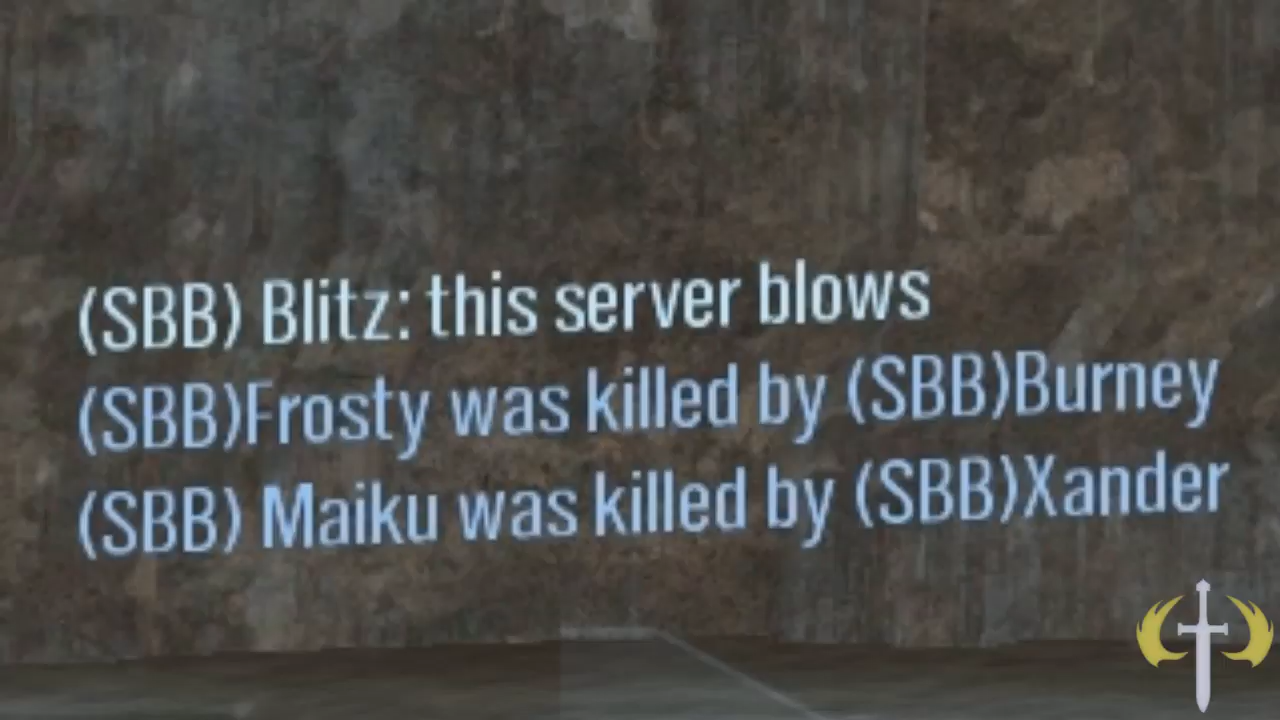 (SBB) Blitz: this server blows
(SBB)Frosty was killed by (SBB)Burney
(SBB) Maiku was killed by (SBB)Xander